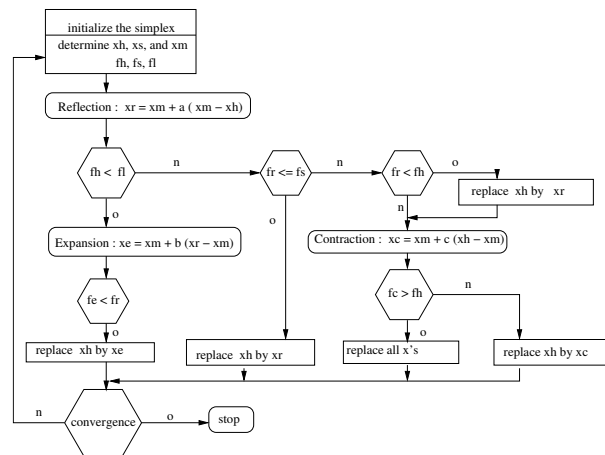 initialize the simplex
determine xh, xs, and xm
fh, fs, fl
Reflection : xr = xm + a ( xm − xh)
fh < fl
n
fr <= fs
n
fr < fh
o
replace xh by xr
o
o
n
Expansion : xe = xm + b (xr − xm)
Contraction : xc = xm + c (xh − xm)
fe < fr
fc > fh
n
o
o
replace xh by xe
replace xh by xr
replace all x's
replace xh by xc
n
convergence
o
stop